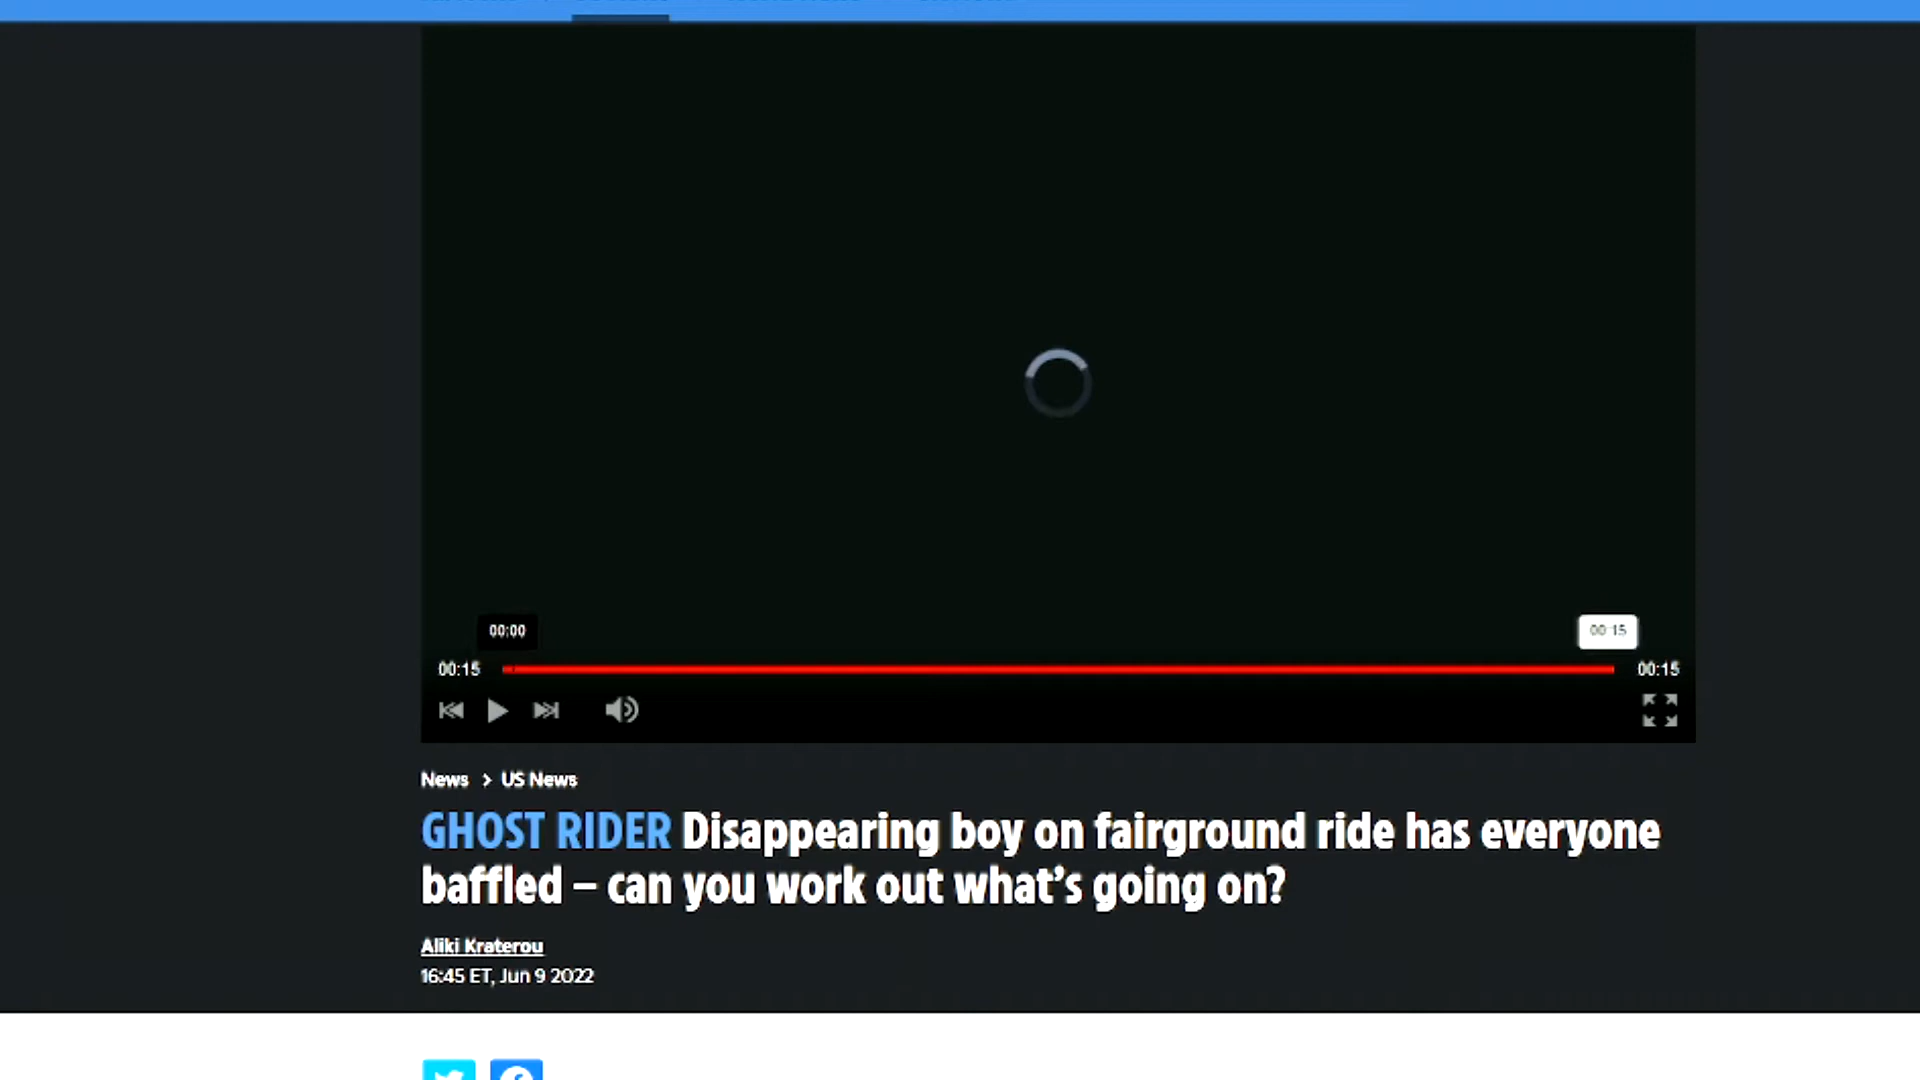 00:00
00:15
00:15
00:15
News > US News
GHOST RIDER Disappearing boy on fairground ride has everyone
baffled – can you work out what’s going on?
Aliki Kraterou
16:45 ET, Jun 9 2022